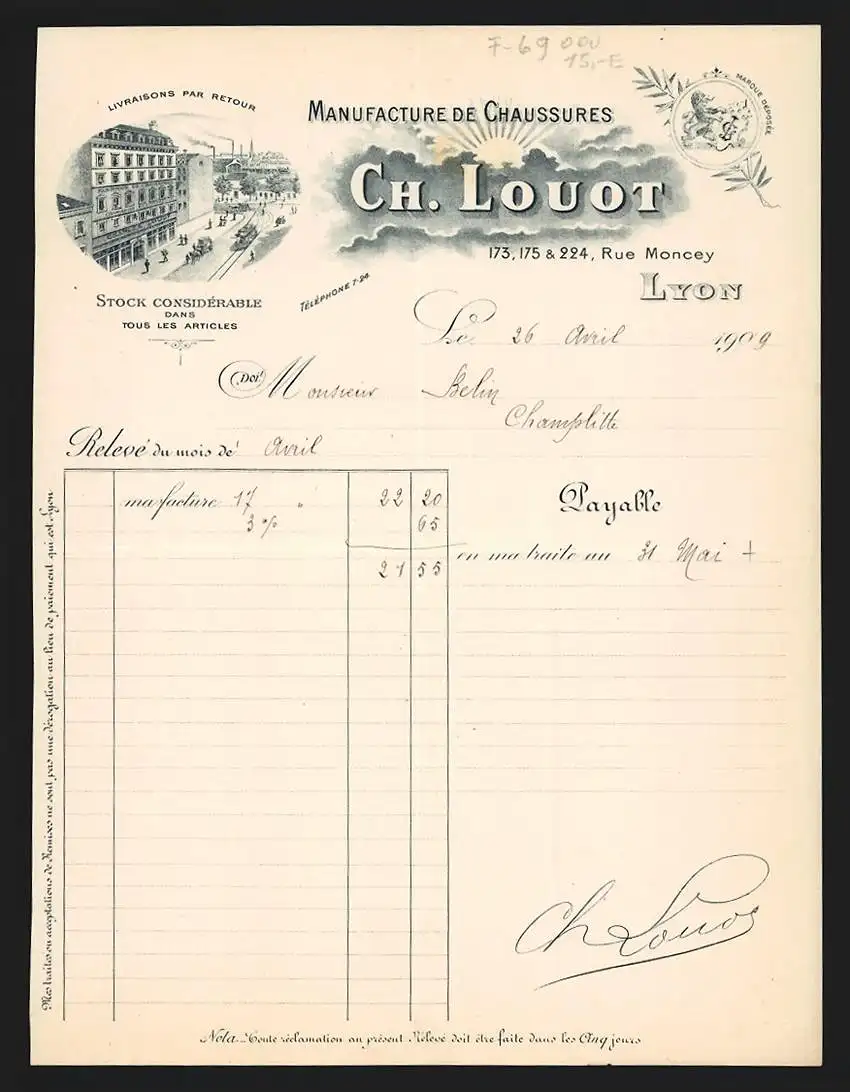 F-69 000
15,-E
LIVRAISONS PAR RETOUR
MANUFACTURE DE CHAUSSURES
MARQUE DÉPOSÉE
CH. LOUOT
173, 175 & 224, Rue Moncey
LYON
STOCK CONSIDÉRABLE
DANS
TOUS LES ARTICLES
TÉLÉPHONE 7-24
Le 26 Avril 1909
Doit Monsieur Belin
Champlitte
Relevé du mois de Avril
ma facture 17 " 22 20
3 % 65
21 55
Payable
en ma traite au 31 Mai +
Mes traites ou acceptations de Remises ne sont pas une dérogation au lieu de paiement qui est Lyon
Ch Louot
Nota_Toute réclamation au présent Relevé doit être faite dans les Cinq jours